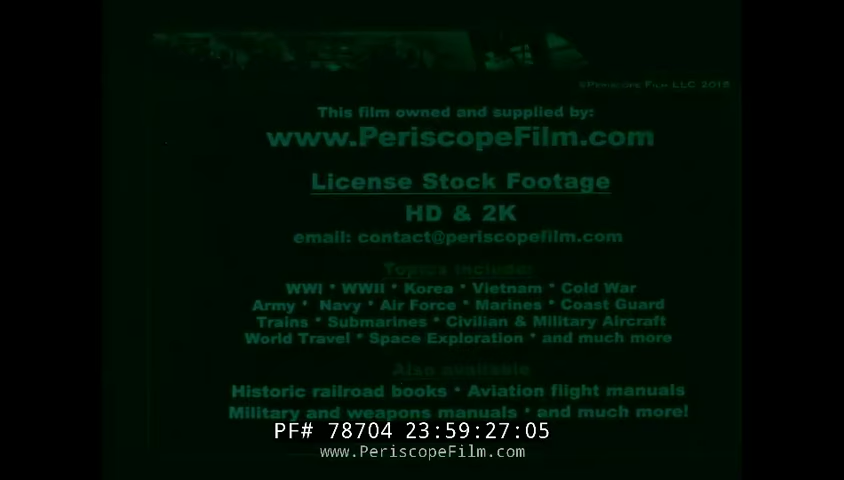 ©Periscope Film LLC 2018
This film owned and supplied by:
www.PeriscopeFilm.com
License Stock Footage
HD & 2K
email: contact@periscopefilm.com
Topics include:
WWI * WWII * Korea * Vietnam * Cold War
Army * Navy * Air Force * Marines * Coast Guard
Trains * Submarines * Civilian & Military Aircraft
World Travel * Space Exploration * and much more
Also available
Historic railroad books * Aviation flight manuals
Military and weapons manuals * and much more!
PF# 78704 23:59:27:05
www.PeriscopeFilm.com